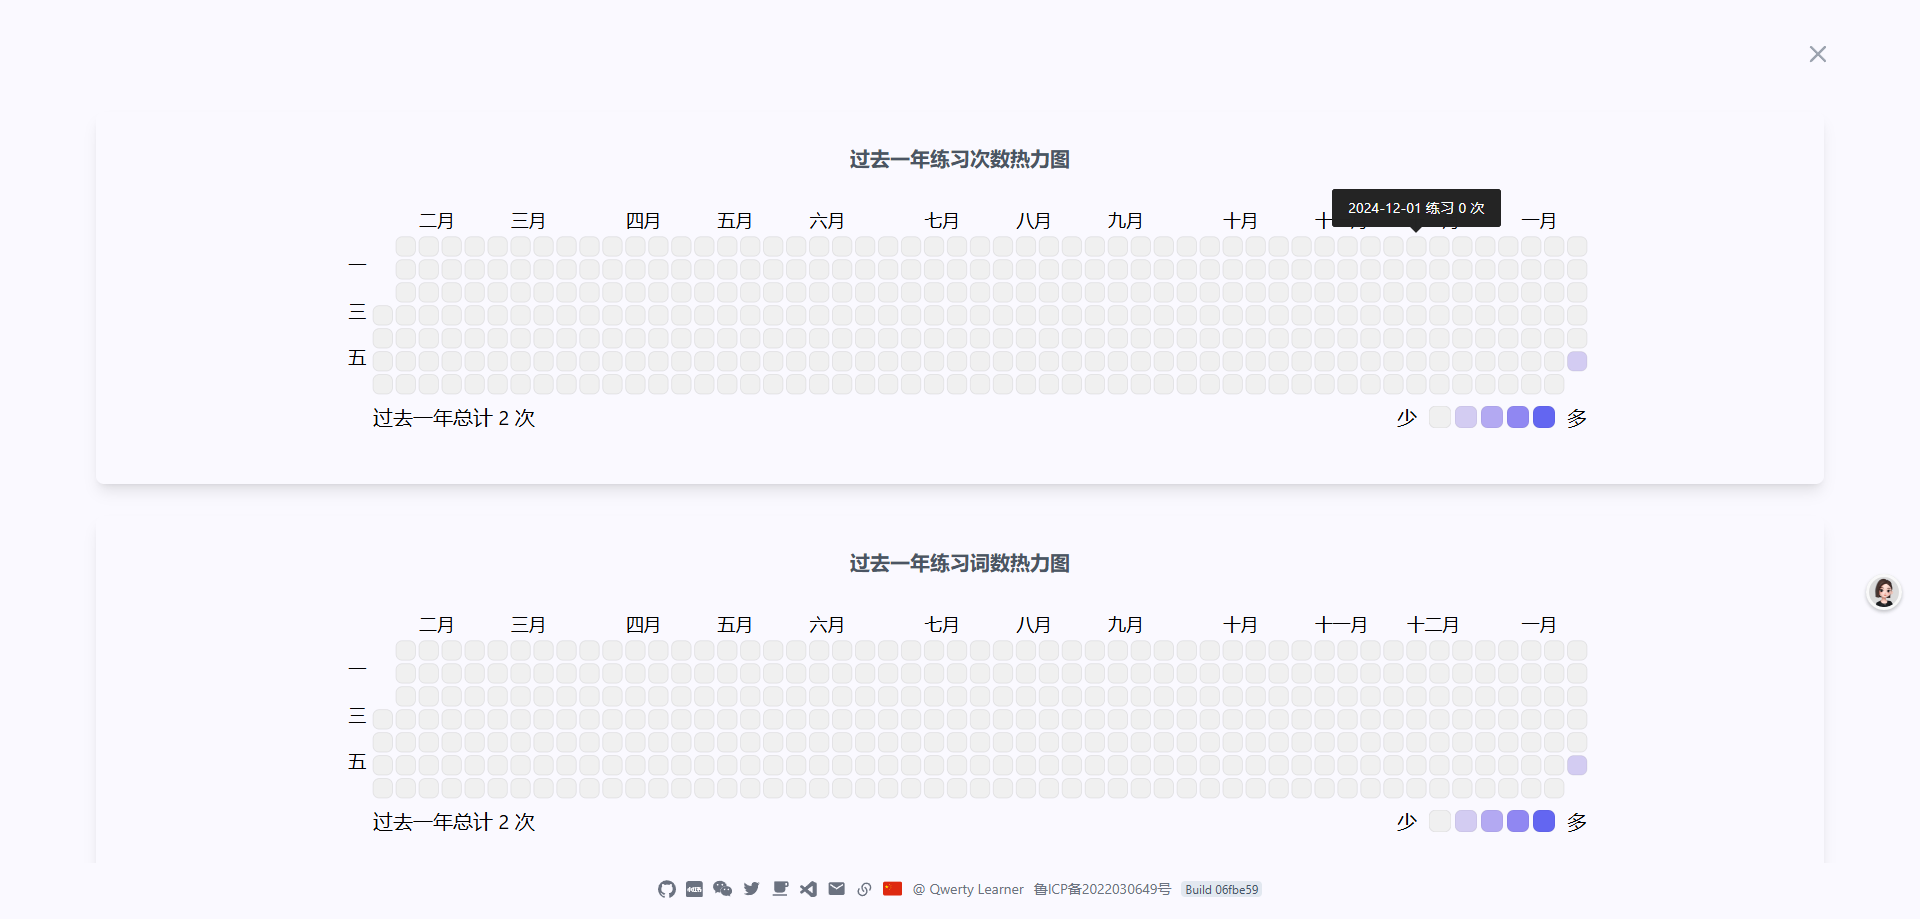 过去一年练习次数热力图
2024-12-01 练习 0 次
二月 三月 四月 五月 六月 七月 八月 九月 十月 一月
一
三
五
过去一年总计 2 次
少 多
过去一年练习词数热力图
二月 三月 四月 五月 六月 七月 八月 九月 十月 十一月 十二月 一月
一
三
五
过去一年总计 2 次
少 多
@ Qwerty Learner 鲁ICP备2022030649号 Build 06fbe59